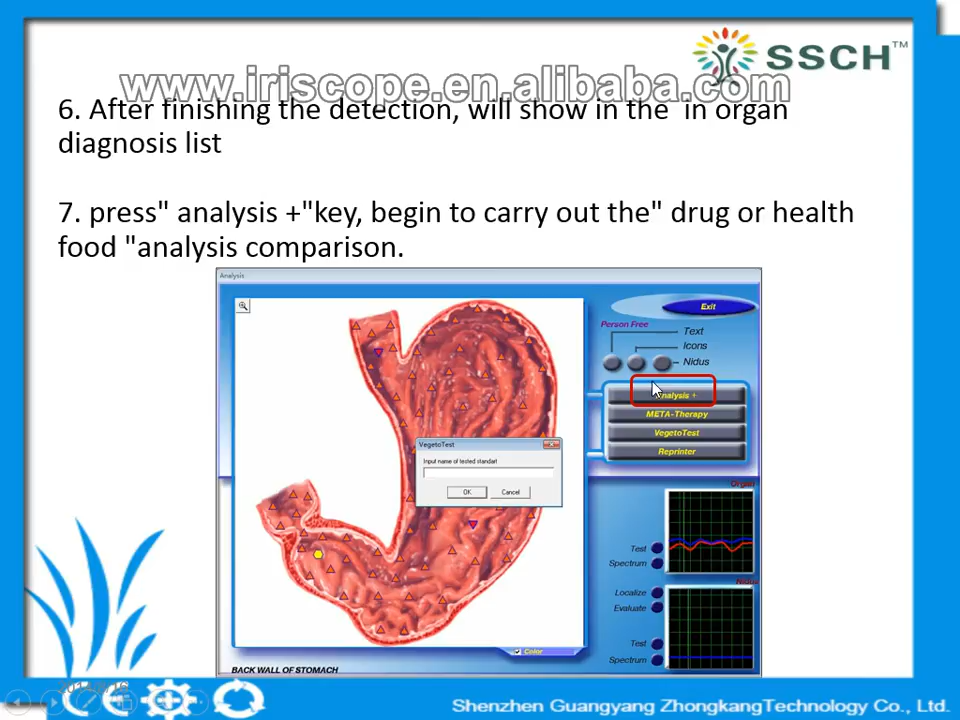 SSCH™
www.iriscope.en.alibaba.com
6. After finishing the detection, will show in the  in organ
diagnosis list
7. press" analysis +"key, begin to carry out the" drug or health
food "analysis comparison.
Analysis
Exit
Person Free
Text
Icons
Nidus
nalysis +
META-Therapy
VegetoTest
Reprinter
VegetoTest
Input name of tested standart
OK Cancel
Organ
Test
Spectrum
Nidus
Localize
Evaluate
Test
Spectrum
Color
BACK WALL OF STOMACH
Shenzhen Guangyang ZhongkangTechnology Co., Ltd.